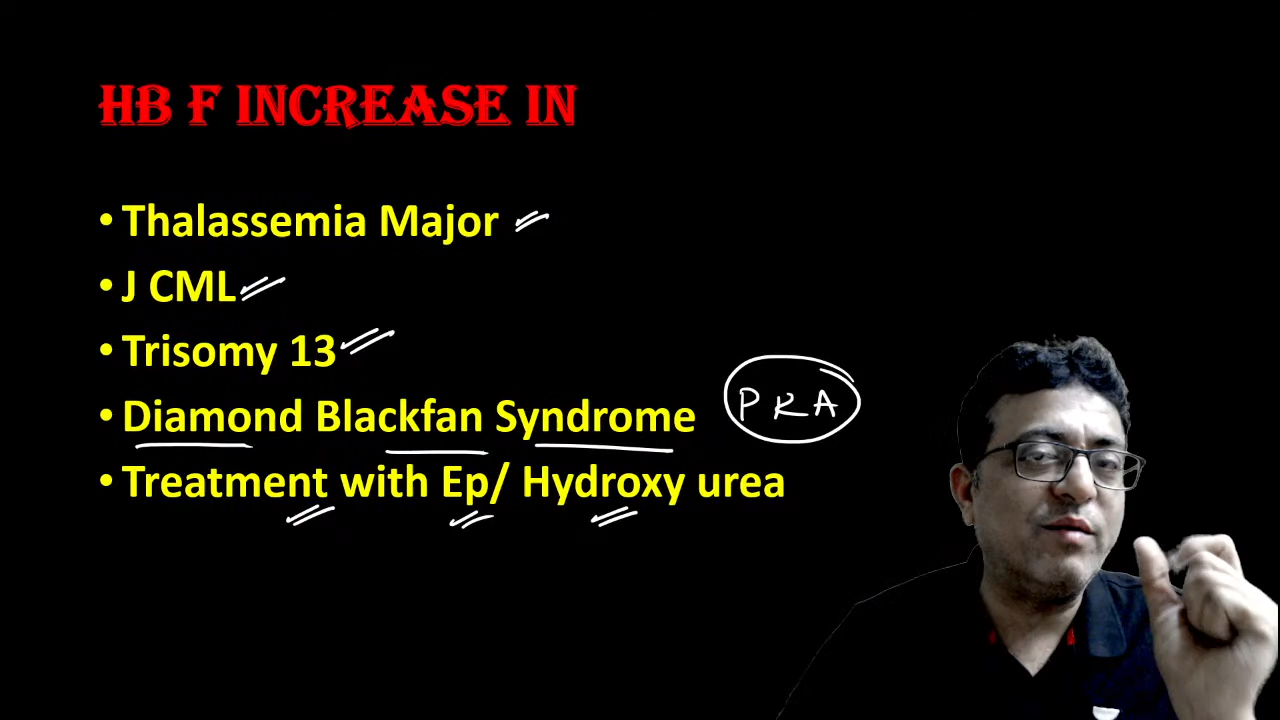 HB F INCREASE IN
• Thalassemia Major
• J CML
• Trisomy 13
• Diamond Blackfan Syndrome PRA
• Treatment with Ep/ Hydroxy urea